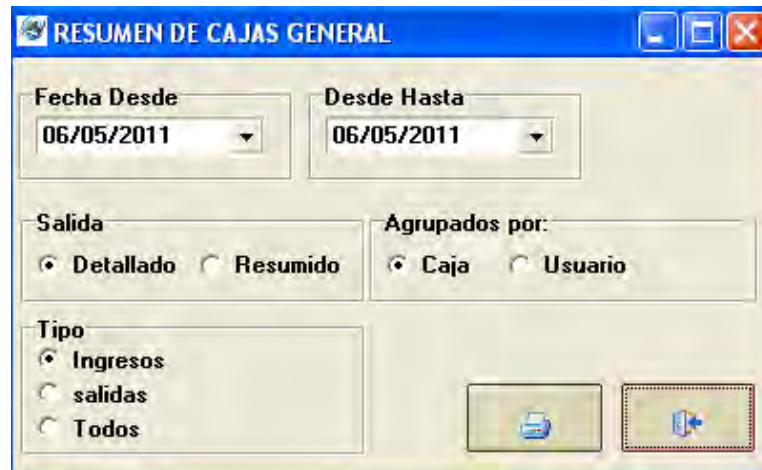 RESUMEN DE CAJAS GENERAL
Fecha Desde
Desde Hasta
06/05/2011
06/05/2011
Salida
Agrupados por:
Detallado
Resumido
Caja
Usuario
Tipo
Ingresos
salidas
Todos